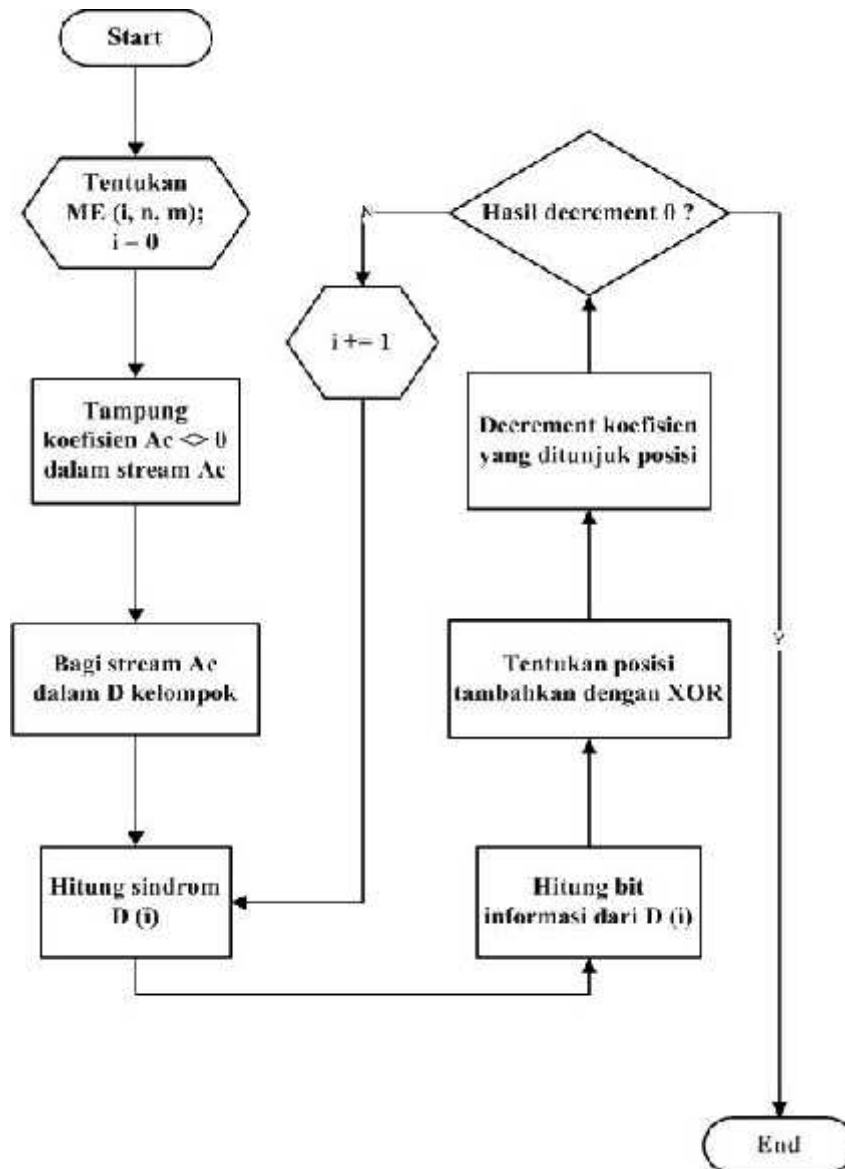 Start
Tentukan
ME (i, n, m);
i = 0
Tampung
koefisien Ac <> 0
dalam stream Ac
Bagi stream Ac
dalam D kelompok
Hitung sindrom
D (i)
Hitung bit
informasi dari D (i)
Tentukan posisi
tambahkan dengan XOR
Decrement koefisien
yang ditunjuk posisi
Hasil decrement 0 ?
N
i += 1
Y
End